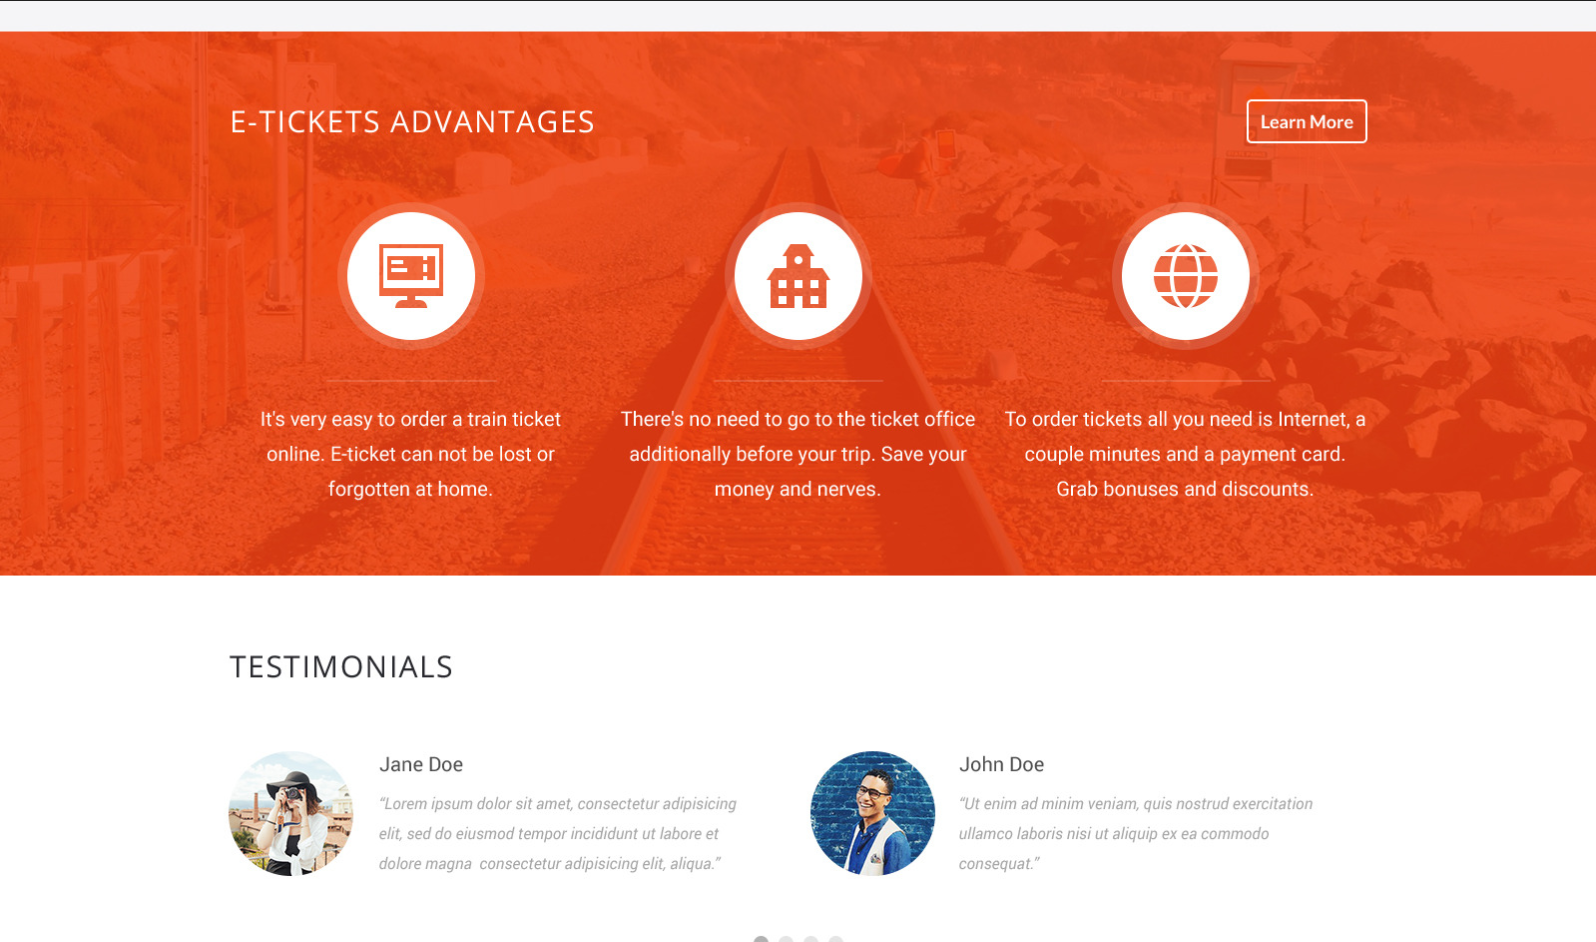 E-TICKETS ADVANTAGES
Learn More
It's very easy to order a train ticket
online. E-ticket can not be lost or
forgotten at home.
There's no need to go to the ticket office
additionally before your trip. Save your
money and nerves.
To order tickets all you need is Internet, a
couple minutes and a payment card.
Grab bonuses and discounts.
TESTIMONIALS
Jane Doe
“Lorem ipsum dolor sit amet, consectetur adipisicing
elit, sed do eiusmod tempor incididunt ut labore et
dolore magna  consectetur adipisicing elit, aliqua.”
John Doe
“Ut enim ad minim veniam, quis nostrud exercitation
ullamco laboris nisi ut aliquip ex ea commodo
consequat.”